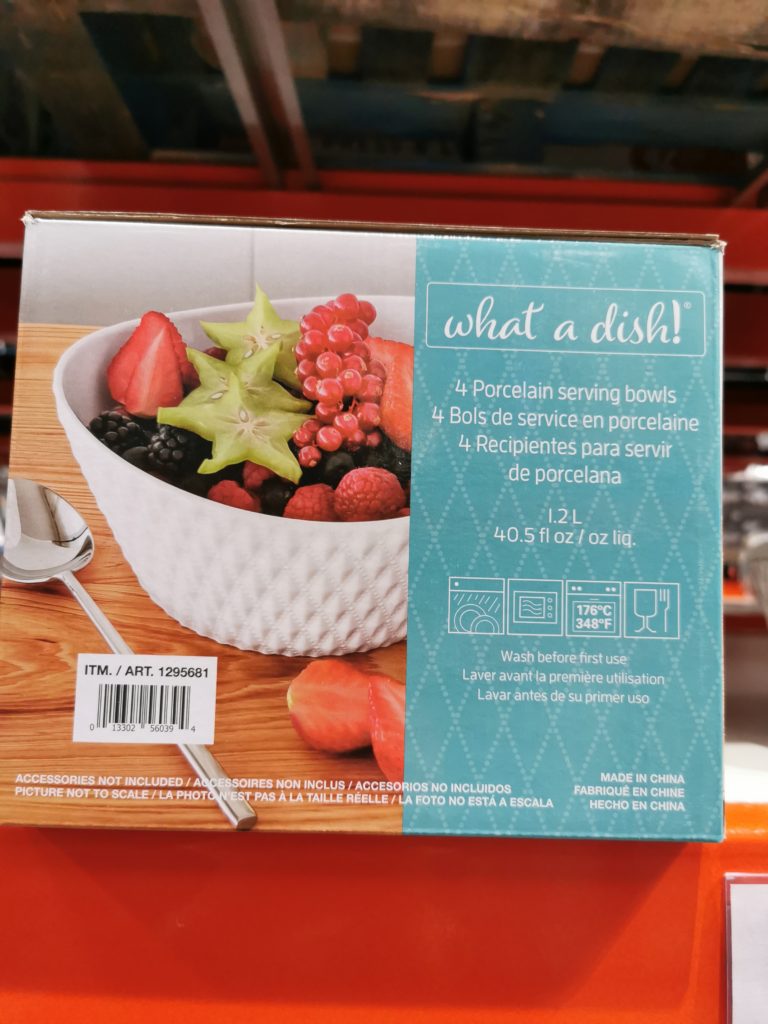 what a dish!®
4 Porcelain serving bowls
4 Bols de service en porcelaine
4 Recipientes para servir
de porcelana
1.2 L
40.5 fl oz / oz liq.
176°C
348°F
Wash before first use
Laver avant la première utilisation
Lavar antes de su primer uso
ITM. / ART. 1295681
0 13302 56039 4
ACCESSORIES NOT INCLUDED / ACCESSOIRES NON INCLUS / ACCESORIOS NO INCLUIDOS
PICTURE NOT TO SCALE / LA PHOTO N'EST PAS À LA TAILLE RÉELLE / LA FOTO NO ESTÁ A ESCALA
MADE IN CHINA
FABRIQUÉ EN CHINE
HECHO EN CHINA